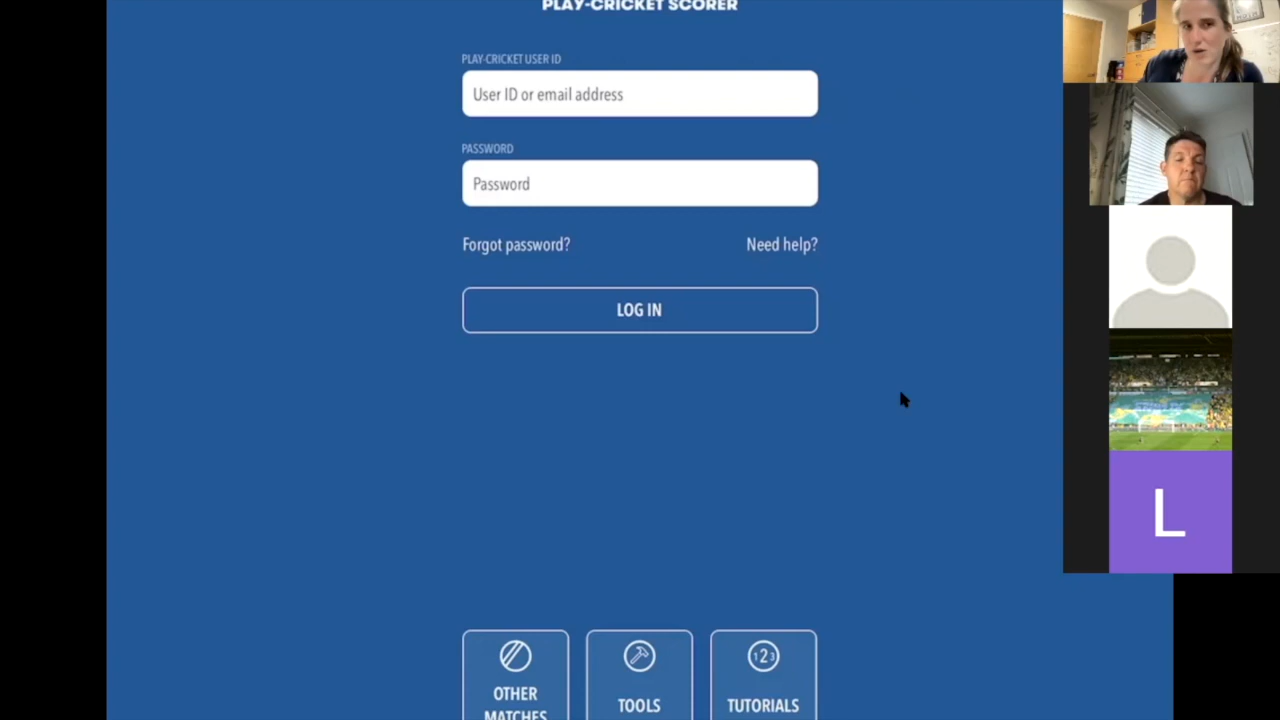 PLAY-CRICKET SCORER
PLAY-CRICKET USER ID
User ID or email address
PASSWORD
Password
Forgot password?
Need help?
LOG IN
L
123
OTHER
MATCHES
TOOLS
TUTORIALS